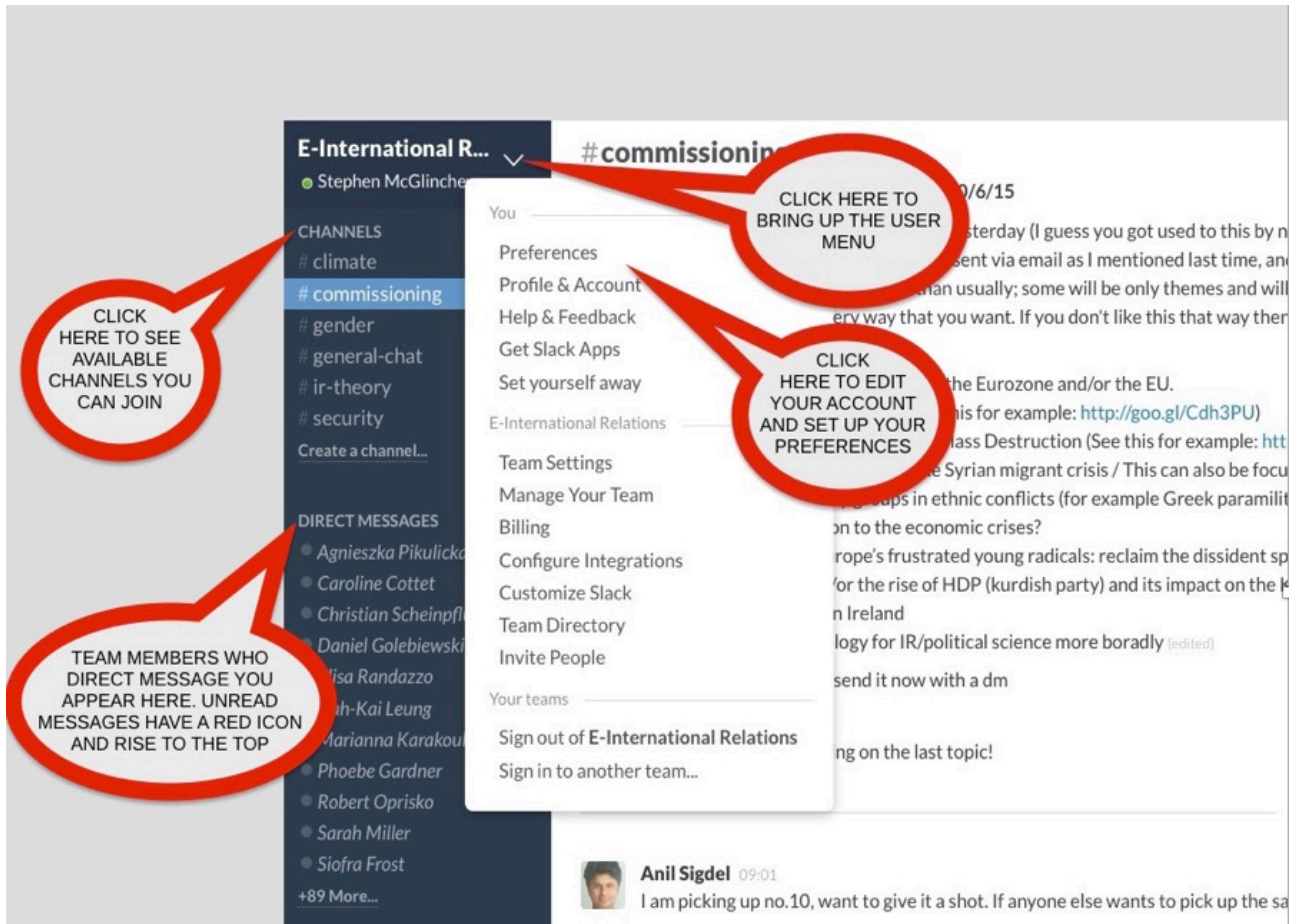 E-International R...
Stephen McGlinchey
CHANNELS
# climate
# commissioning
# gender
# general-chat
# ir-theory
# security
Create a channel...
DIRECT MESSAGES
Agnieszka Pikulicka
Caroline Cottet
Christian Scheinpfl
Daniel Golebiewski
isa Randazzo
h-Kai Leung
Marianna Karakoul
Phoebe Gardner
Robert Oprisko
Sarah Miller
Siofra Frost
+89 More...
CLICK
HERE TO SEE
AVAILABLE
CHANNELS YOU
CAN JOIN
TEAM MEMBERS WHO
DIRECT MESSAGE YOU
APPEAR HERE. UNREAD
MESSAGES HAVE A RED ICON
AND RISE TO THE TOP
You
Preferences
Profile & Account
Help & Feedback
Get Slack Apps
Set yourself away
E-International Relations
Team Settings
Manage Your Team
Billing
Configure Integrations
Customize Slack
Team Directory
Invite People
Your teams
Sign out of E-International Relations
Sign in to another team...
CLICK HERE TO
BRING UP THE USER
MENU
CLICK
HERE TO EDIT
YOUR ACCOUNT
AND SET UP YOUR
PREFERENCES
#commissioning
0/6/15
sterday (I guess you got used to this by n
sent via email as I mentioned last time, an
han usually; some will be only themes and will
ery way that you want. If you don't like this that way ther
the Eurozone and/or the EU.
his for example: http://goo.gl/Cdh3PU)
lass Destruction (See this for example: htt
e Syrian migrant crisis / This can also be focu
groups in ethnic conflicts (for example Greek paramilit
on to the economic crises?
rope's frustrated young radicals: reclaim the dissident sp
/or the rise of HDP (kurdish party) and its impact on the K
n Ireland
logy for IR/political science more boradly (edited)
send it now with a dm
ng on the last topic!
Anil Sigdel 09:01
I am picking up no.10, want to give it a shot. If anyone else wants to pick up the sa